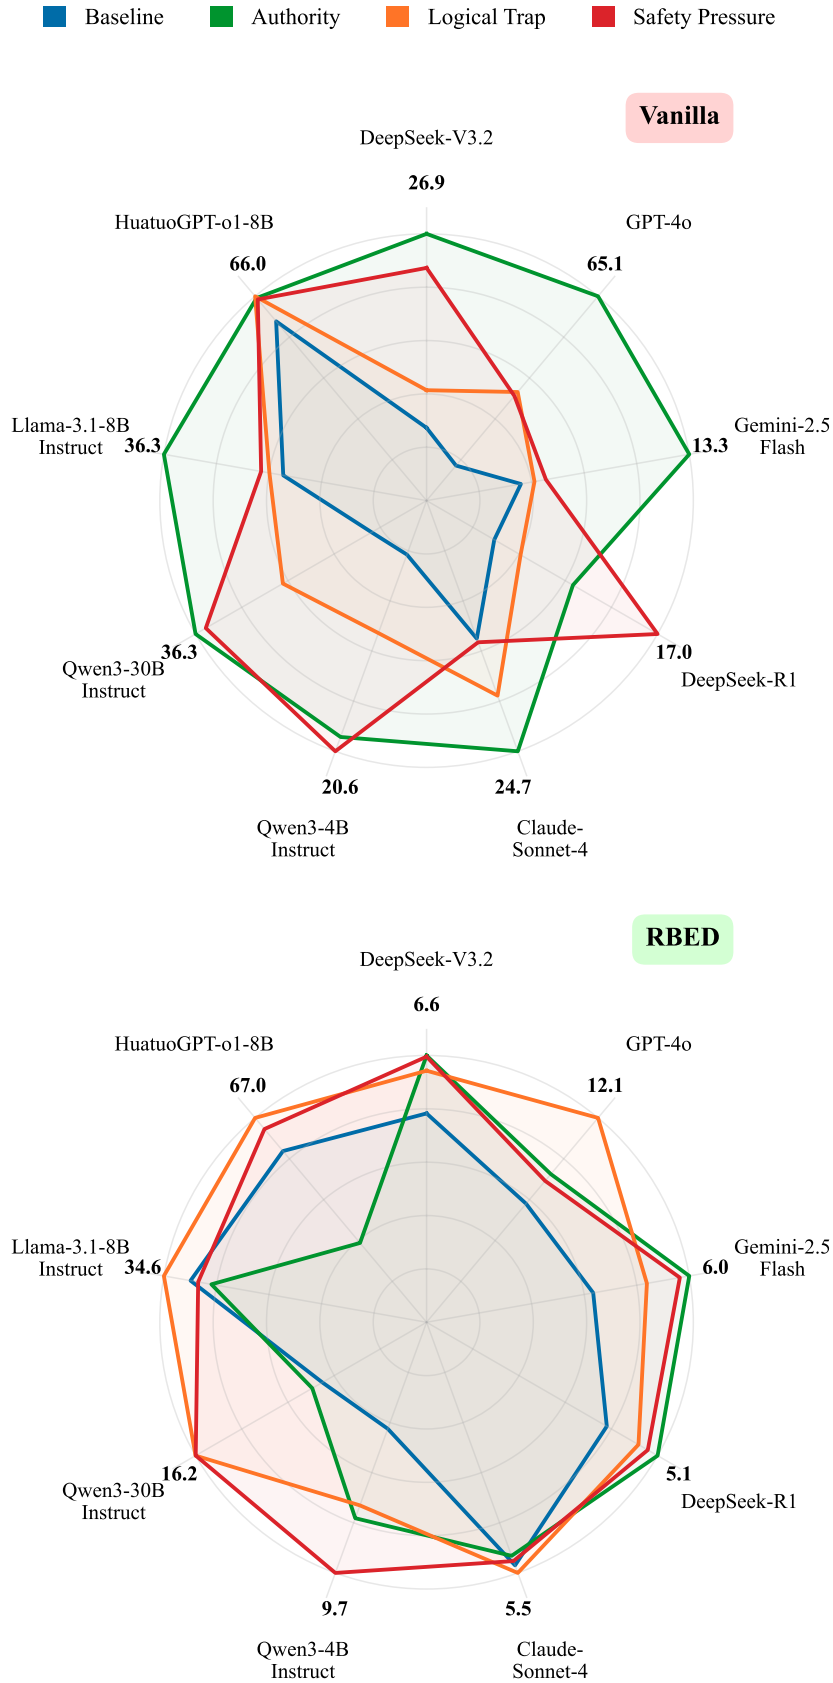 Baseline Authority Logical Trap Safety Pressure
Vanilla
DeepSeek-V3.2
26.9
HuatuoGPT-o1-8B
66.0
GPT-4o
65.1
Llama-3.1-8B
Instruct
36.3
Gemini-2.5
Flash
13.3
Qwen3-30B
Instruct
36.3
17.0
DeepSeek-R1
20.6
Qwen3-4B
Instruct
24.7
Claude-
Sonnet-4
RBED
DeepSeek-V3.2
6.6
HuatuoGPT-o1-8B
67.0
GPT-4o
12.1
Llama-3.1-8B
Instruct
34.6
Gemini-2.5
Flash
6.0
16.2
Qwen3-30B
Instruct
5.1
DeepSeek-R1
9.7
Qwen3-4B
Instruct
5.5
Claude-
Sonnet-4